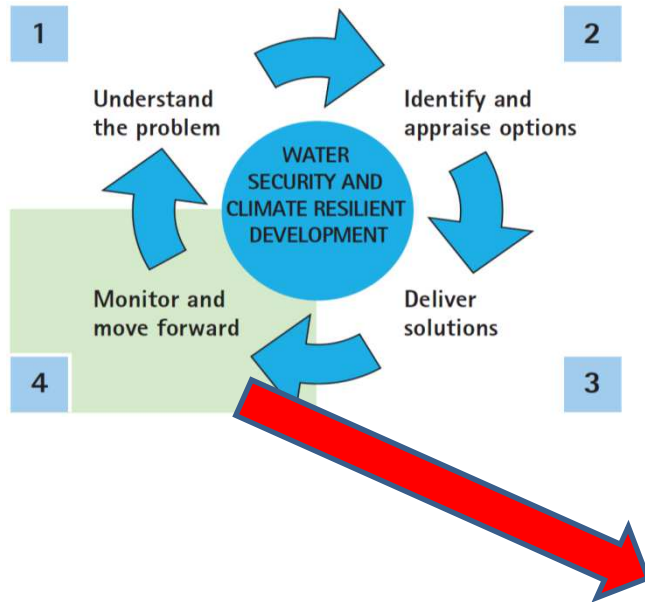 1
2
Understand
the problem
Identify and
appraise options
WATER
SECURITY AND
CLIMATE RESILIENT
DEVELOPMENT
Monitor and
move forward
Deliver
solutions
4
3